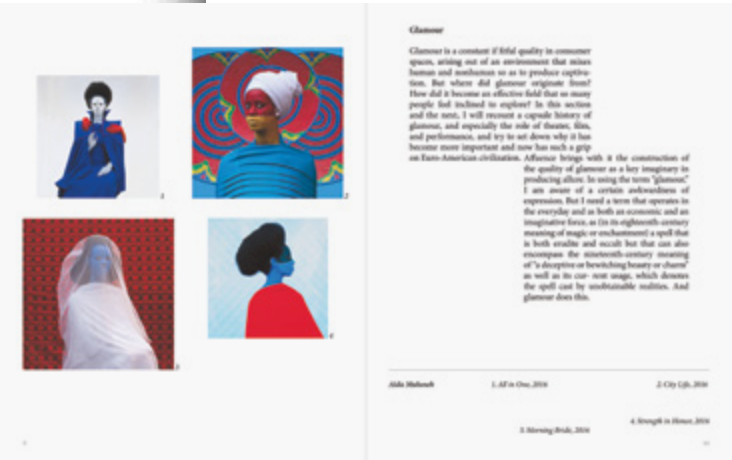 1
2
3
4
Glamour
Glamour is a constant if fitful quality in consumer
spaces, arising out of an environment that mixes
human and nonhuman so as to produce captiva-
tion. But where did glamour originate from?
How did it become an effective field that so many
people feel inclined to explore? In this section
and the next, I will recount a capsule history of
glamour, and especially the role of theater, film,
and performance, and try to set down why it has
become more important and now has such a grip
on Euro-American civilization. Affluence brings with it the construction of
the quality of glamour as a key imaginary in
producing allure. In using the term "glamour,"
I am aware of a certain awkwardness of
expression. But I need a term that operates in
the everyday and as both an economic and an
imaginative force, as (in its eighteenth-century
meaning of magic or enchantment) a spell that
is both erudite and occult but that can also
encompass the nineteenth-century meaning
of "a deceptive or bewitching beauty or charm"
as well as its cur- rent usage, which denotes
the spell cast by unobtainable realities. And
glamour does this.
Aida Muluneh
1. All in One, 2016
2. City Life, 2016
3. Morning Bride, 2016
4. Strength in Honor, 2016